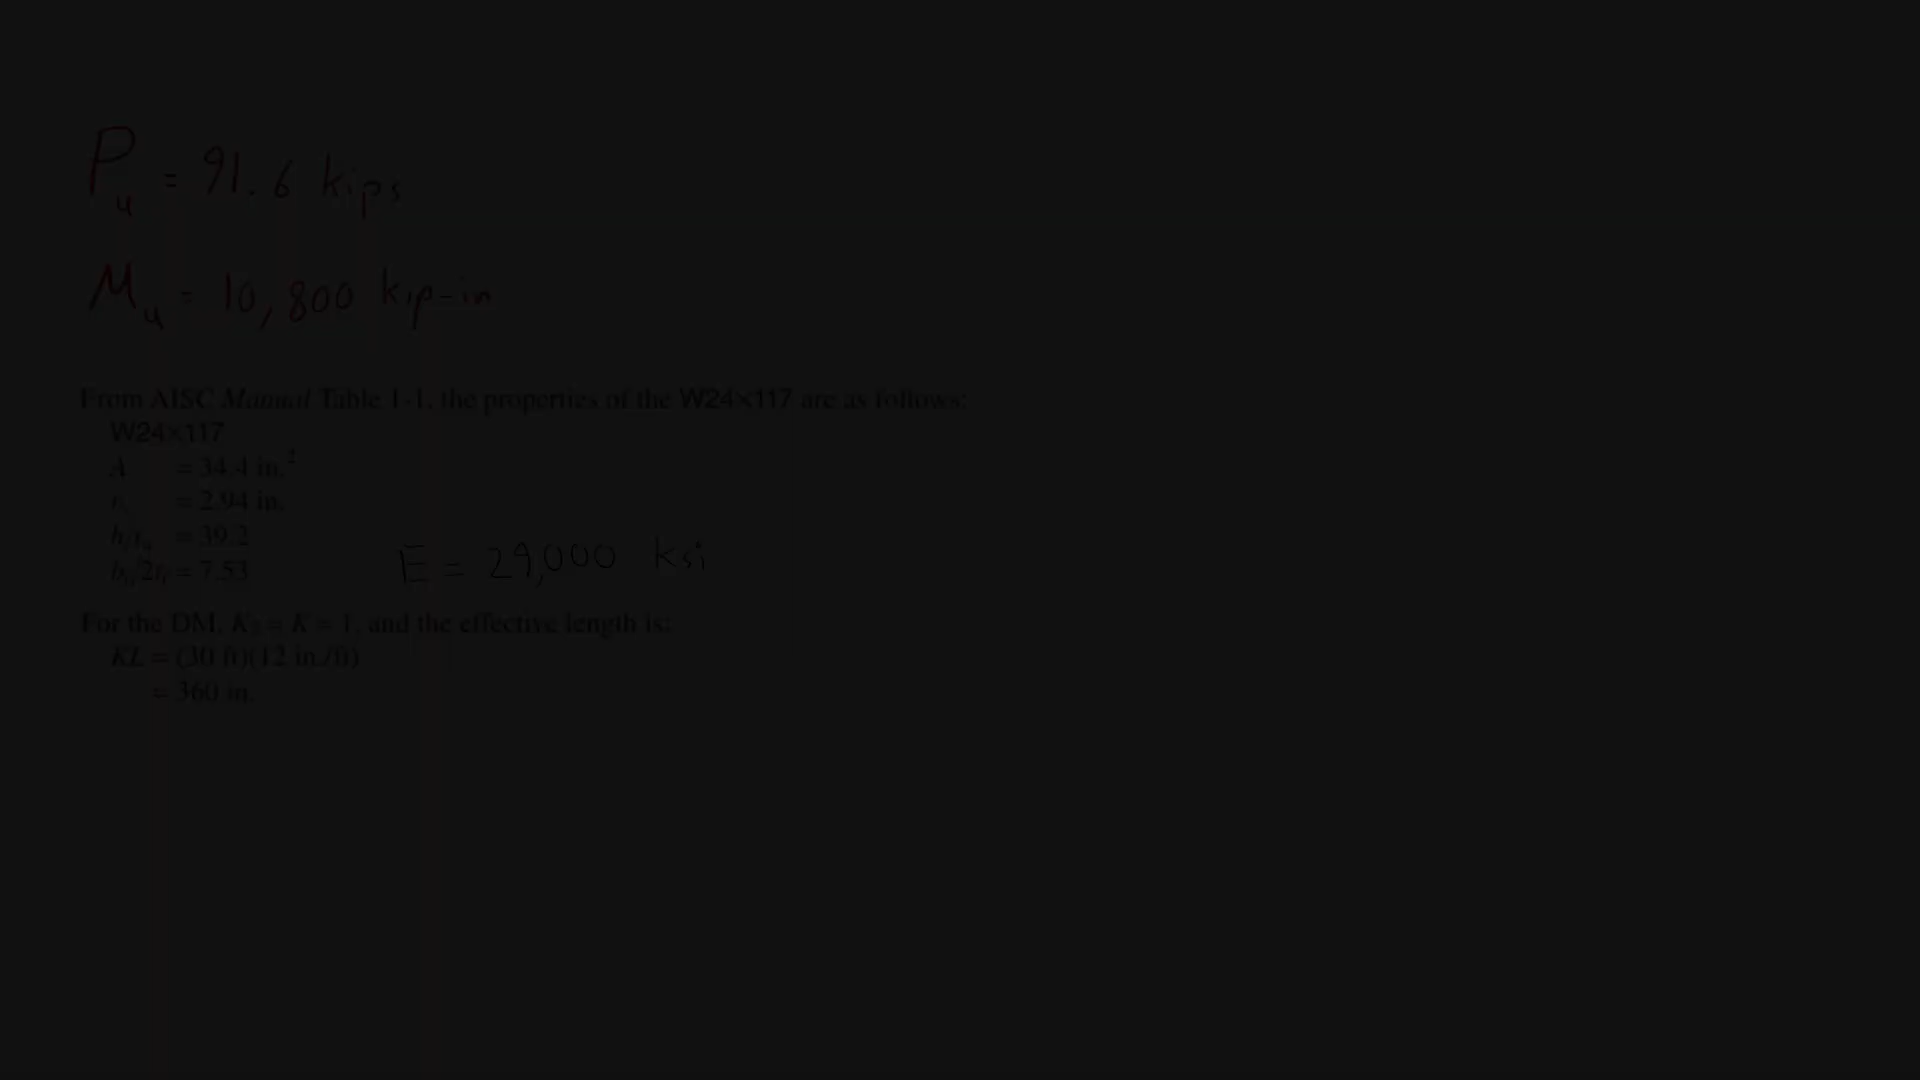 Pu = 91.6 kips
Mu = 10,800 kip-in
From AISC Manual Table 1-1, the properties of the W24×117 are as follows:
W24×117
A = 34.4 in.²
r = 2.94 in.
h/tw = 39.2
bf/2tf = 7.53
E = 29,000 ksi
For the DM, K2 = K = 1, and the effective length is:
KL = (30 ft)(12 in./ft)
= 360 in.